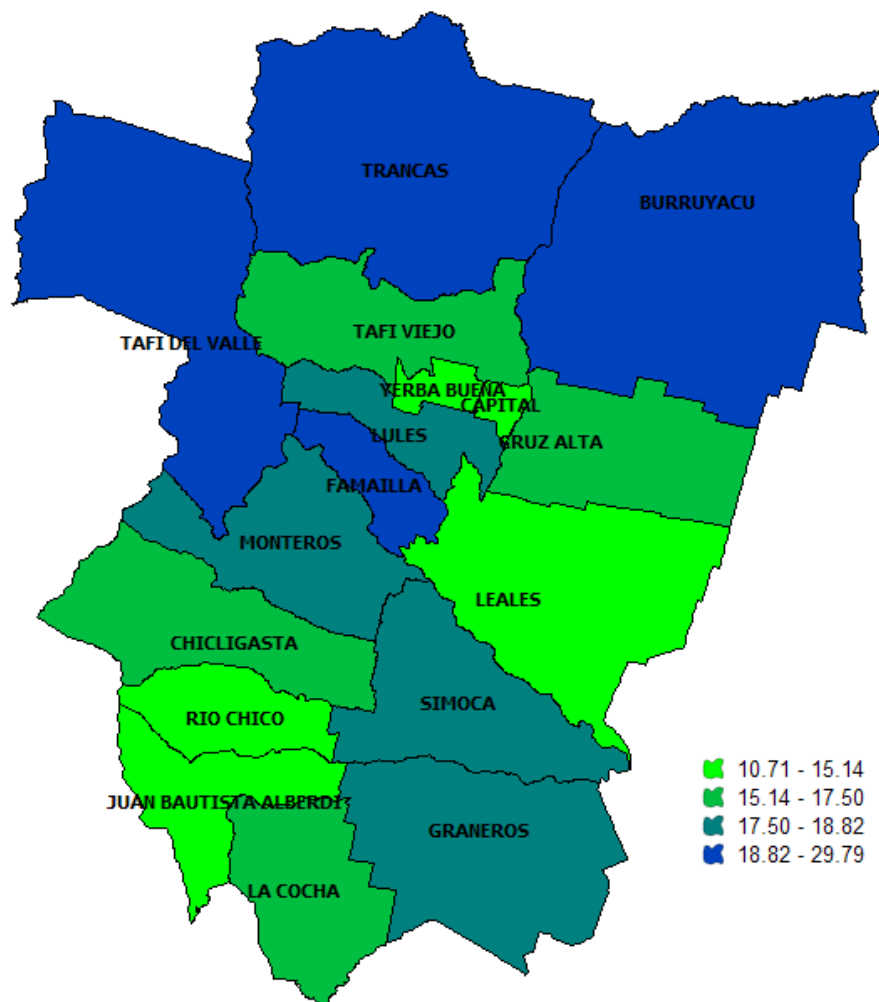 TRANCAS
BURRUYACU
TAFI VIEJO
TAFI DEL VALLE
YERBA BUENA
CAPITAL
LULES
CRUZ ALTA
FAMAILLA
MONTEROS
LEALES
CHICLIGASTA
SIMOCA
RIO CHICO
JUAN BAUTISTA ALBERDI
GRANEROS
LA COCHA
10.71 - 15.14
15.14 - 17.50
17.50 - 18.82
18.82 - 29.79